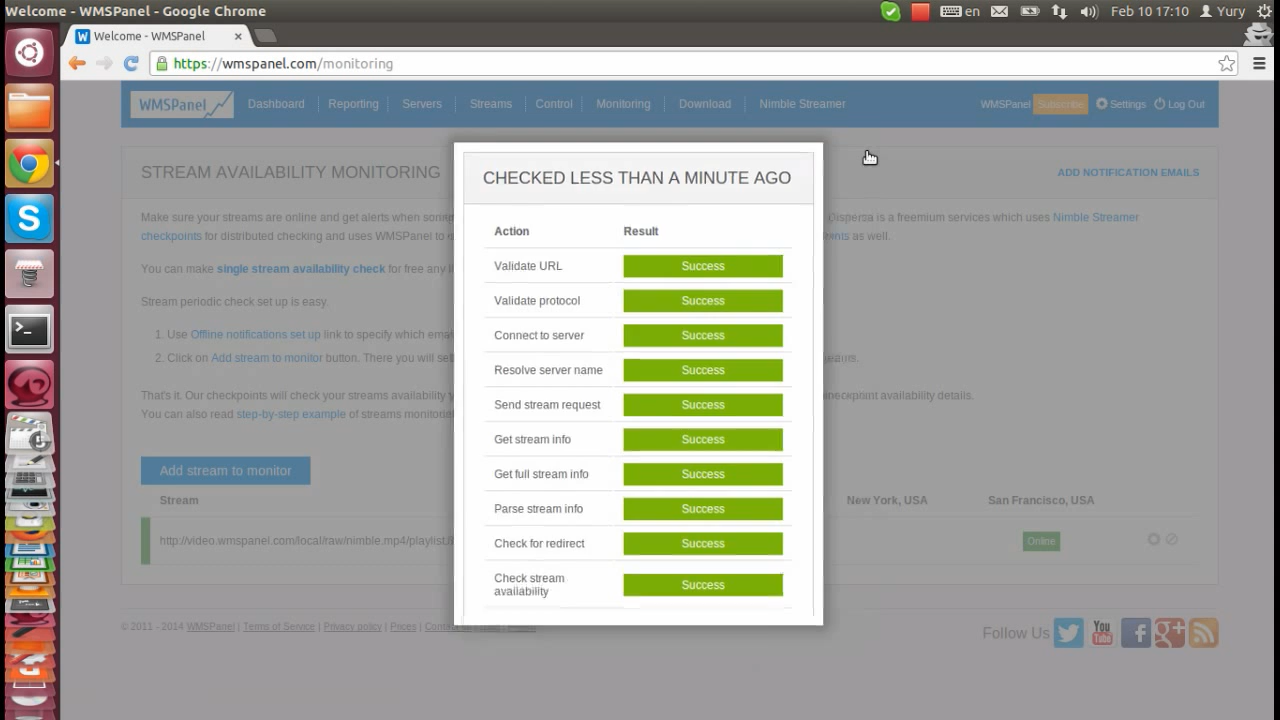 Welcome - WMSPanel - Google Chrome
en
Feb 10 17:10
Yury
Welcome - WMSPanel
https://wmspanel.com/monitoring
WMSPanel
Dashboard
Reporting
Servers
Streams
Control
Monitoring
Download
Nimble Streamer
WMSPanel
Subscribe
Settings
Log Out
STREAM AVAILABILITY MONITORING
ADD NOTIFICATION EMAILS
Make sure your streams are online and get alerts when
Dispersa is a freemium services which uses Nimble Streamer
checkpoints for distributed checking and uses WMSPanel to
as well.
You can make single stream availability check for free any
Stream periodic check set up is easy.
1. Use Offline notifications set up link to specify which
2. Click on Add stream to monitor button. There you will
That's it. Our checkpoints will check your streams availability
availability details.
You can also read step-by-step example of streams
Add stream to monitor
Stream
New York, USA
San Francisco, USA
http://video.wmspanel.com/local/raw/nimble.mp4/playlist
Online
CHECKED LESS THAN A MINUTE AGO
Action Result
Validate URL Success
Validate protocol Success
Connect to server Success
Resolve server name Success
Send stream request Success
Get stream info Success
Get full stream info Success
Parse stream info Success
Check for redirect Success
Check stream
availability Success
© 2011 - 2014 WMSPanel | Terms of Service | Privacy policy | Prices |
Follow Us
You
Tube